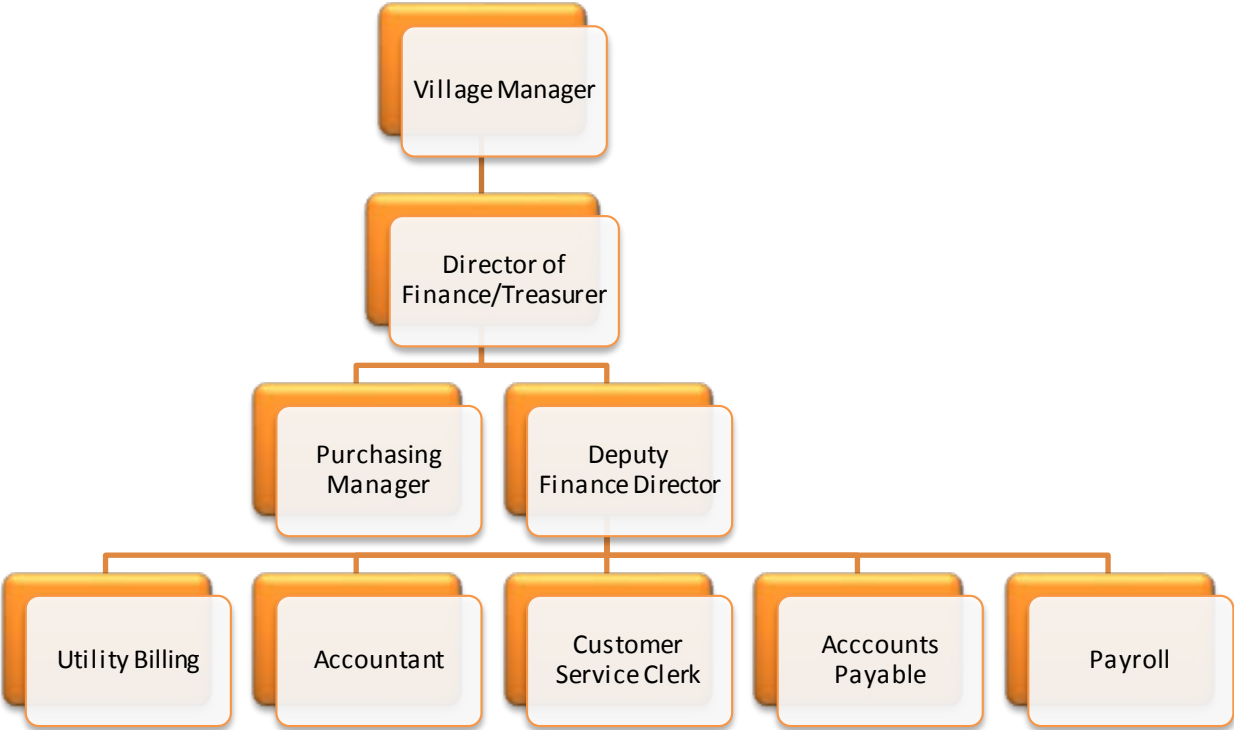 Village Manager
Director of
Finance/Treasurer
Purchasing
Manager
Deputy
Finance Director
Utility Billing
Accountant
Customer
Service Clerk
Acccounts
Payable
Payroll